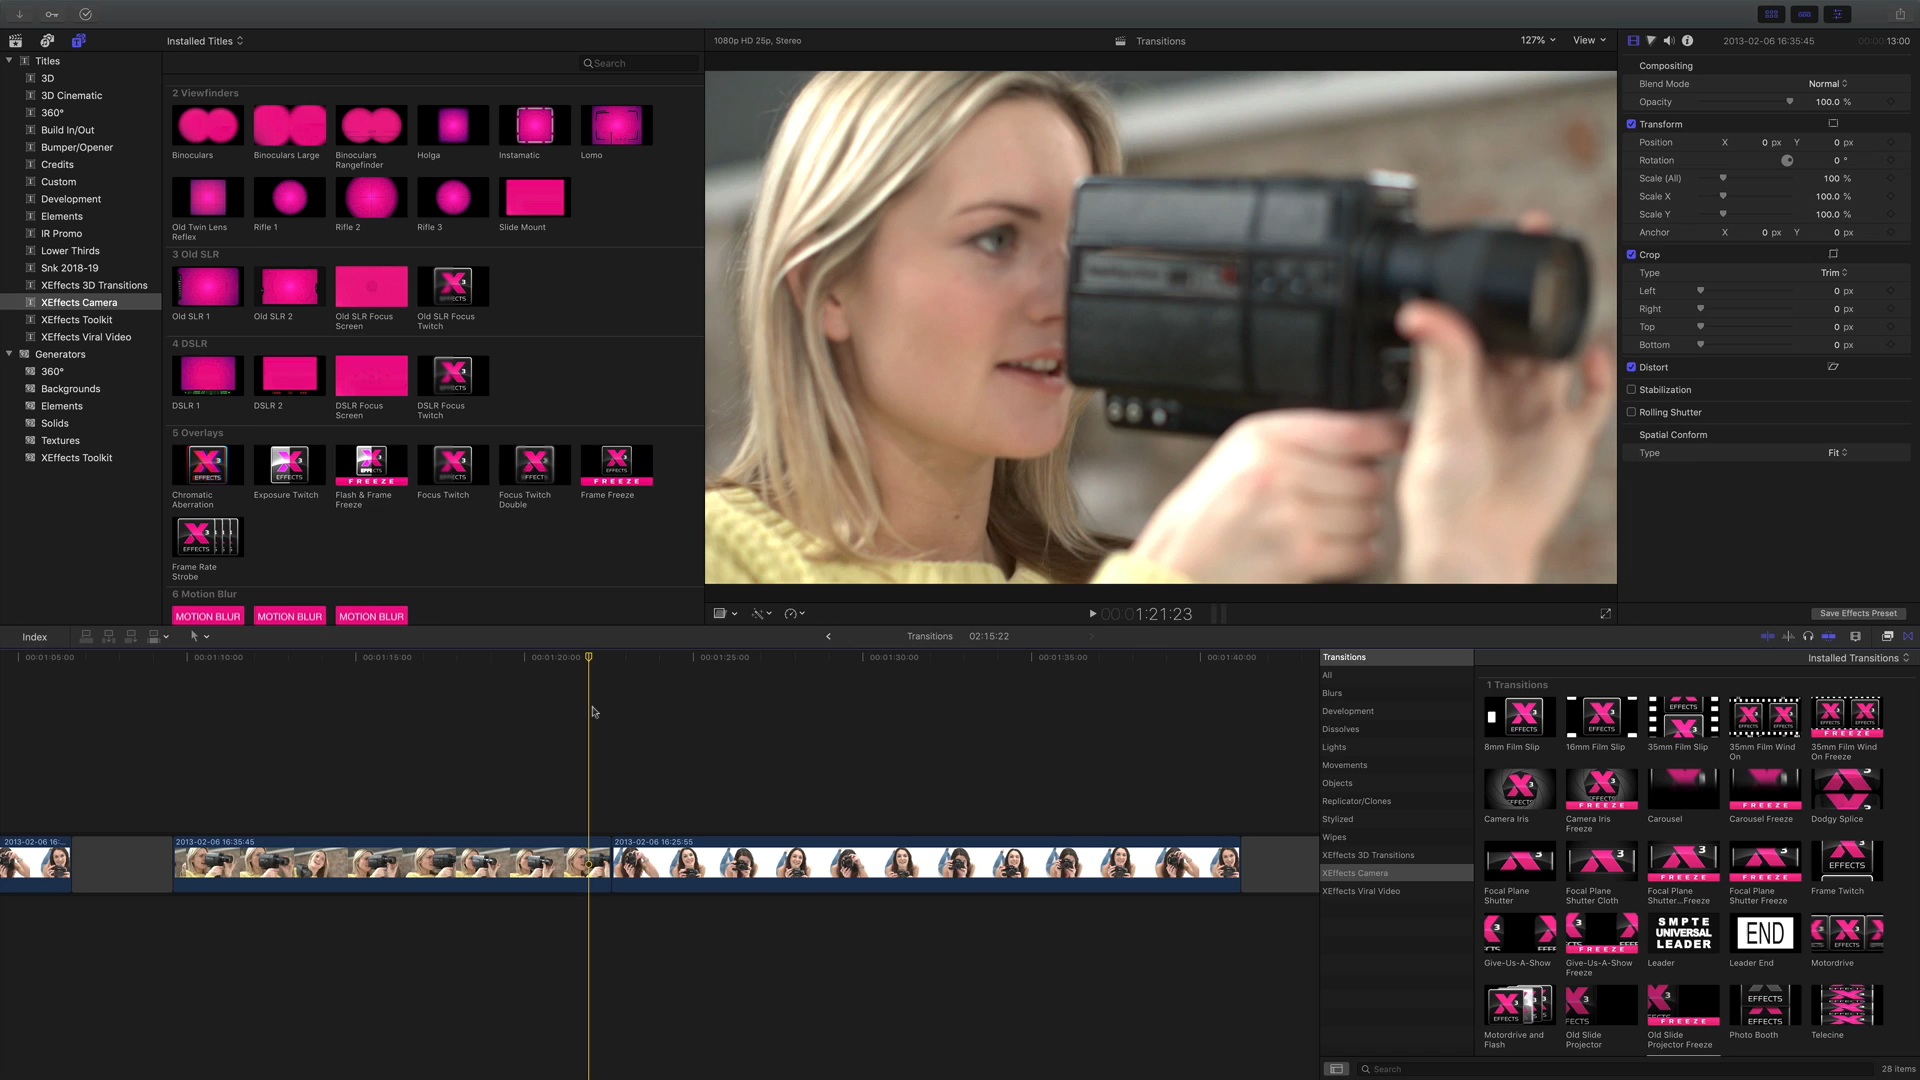 Installed Titles
1080p HD 25p, Stereo
Transitions
127%
View
2013-02-06 16:35:45
00:00:13:00
Titles
3D
3D Cinematic
360°
Build In/Out
Bumper/Opener
Credits
Custom
Development
Elements
IR Promo
Lower Thirds
Snk 2018-19
XEffects 3D Transitions
XEffects Camera
XEffects Toolkit
XEffects Viral Video
Generators
360°
Backgrounds
Elements
Solids
Textures
XEffects Toolkit
Search
2 Viewfinders
Binoculars
Binoculars Large
Binoculars Rangefinder
Holga
Instamatic
Lomo
Old Twin Lens Reflex
Rifle 1
Rifle 2
Rifle 3
Slide Mount
3 Old SLR
Old SLR 1
Old SLR 2
Old SLR Focus Screen
Old SLR Focus Twitch
4 DSLR
DSLR 1
DSLR 2
DSLR Focus Screen
DSLR Focus Twitch
5 Overlays
Chromatic Aberration
Exposure Twitch
Flash & Frame Freeze
Focus Twitch
Focus Twitch Double
Frame Freeze
Frame Rate Strobe
6 Motion Blur
MOTION BLUR
MOTION BLUR
MOTION BLUR
Compositing
Blend Mode Normal
Opacity 100.0 %
Transform
Position X 0 px Y 0 px
Rotation 0 °
Scale (All) 100 %
Scale X 100.0 %
Scale Y 100.0 %
Anchor X 0 px Y 0 px
Crop
Type Trim
Left 0 px
Right 0 px
Top 0 px
Bottom 0 px
Distort
Stabilization
Rolling Shutter
Spatial Conform
Type Fit
00:01:21:23
Save Effects Preset
Index
Transitions 02:15:22
00:01:05:00
00:01:10:00
00:01:15:00
00:01:20:00
00:01:25:00
00:01:30:00
00:01:35:00
00:01:40:00
2013-02-06 16:...
2013-02-06 16:35:45
2013-02-06 16:25:55
Transitions
All
Blurs
Development
Dissolves
Lights
Movements
Objects
Replicator/Clones
Stylized
Wipes
XEffects 3D Transitions
XEffects Camera
XEffects Viral Video
Installed Transitions
1 Transitions
8mm Film Slip
16mm Film Slip
35mm Film Slip
35mm Film Wind On
35mm Film Wind On Freeze
Camera Iris
Camera Iris Freeze
Carousel
Carousel Freeze
Dodgy Splice
Focal Plane Shutter
Focal Plane Shutter Cloth
Focal Plane Shutter...Freeze
Focal Plane Shutter Freeze
Frame Twitch
SMPTE
UNIVERSAL
LEADER
END
Give-Us-A-Show
Give-Us-A-Show Freeze
Leader
Leader End
Motordrive
Motordrive and Flash
Old Slide Projector
Old Slide Projector Freeze
Photo Booth
Telecine
Search
28 items